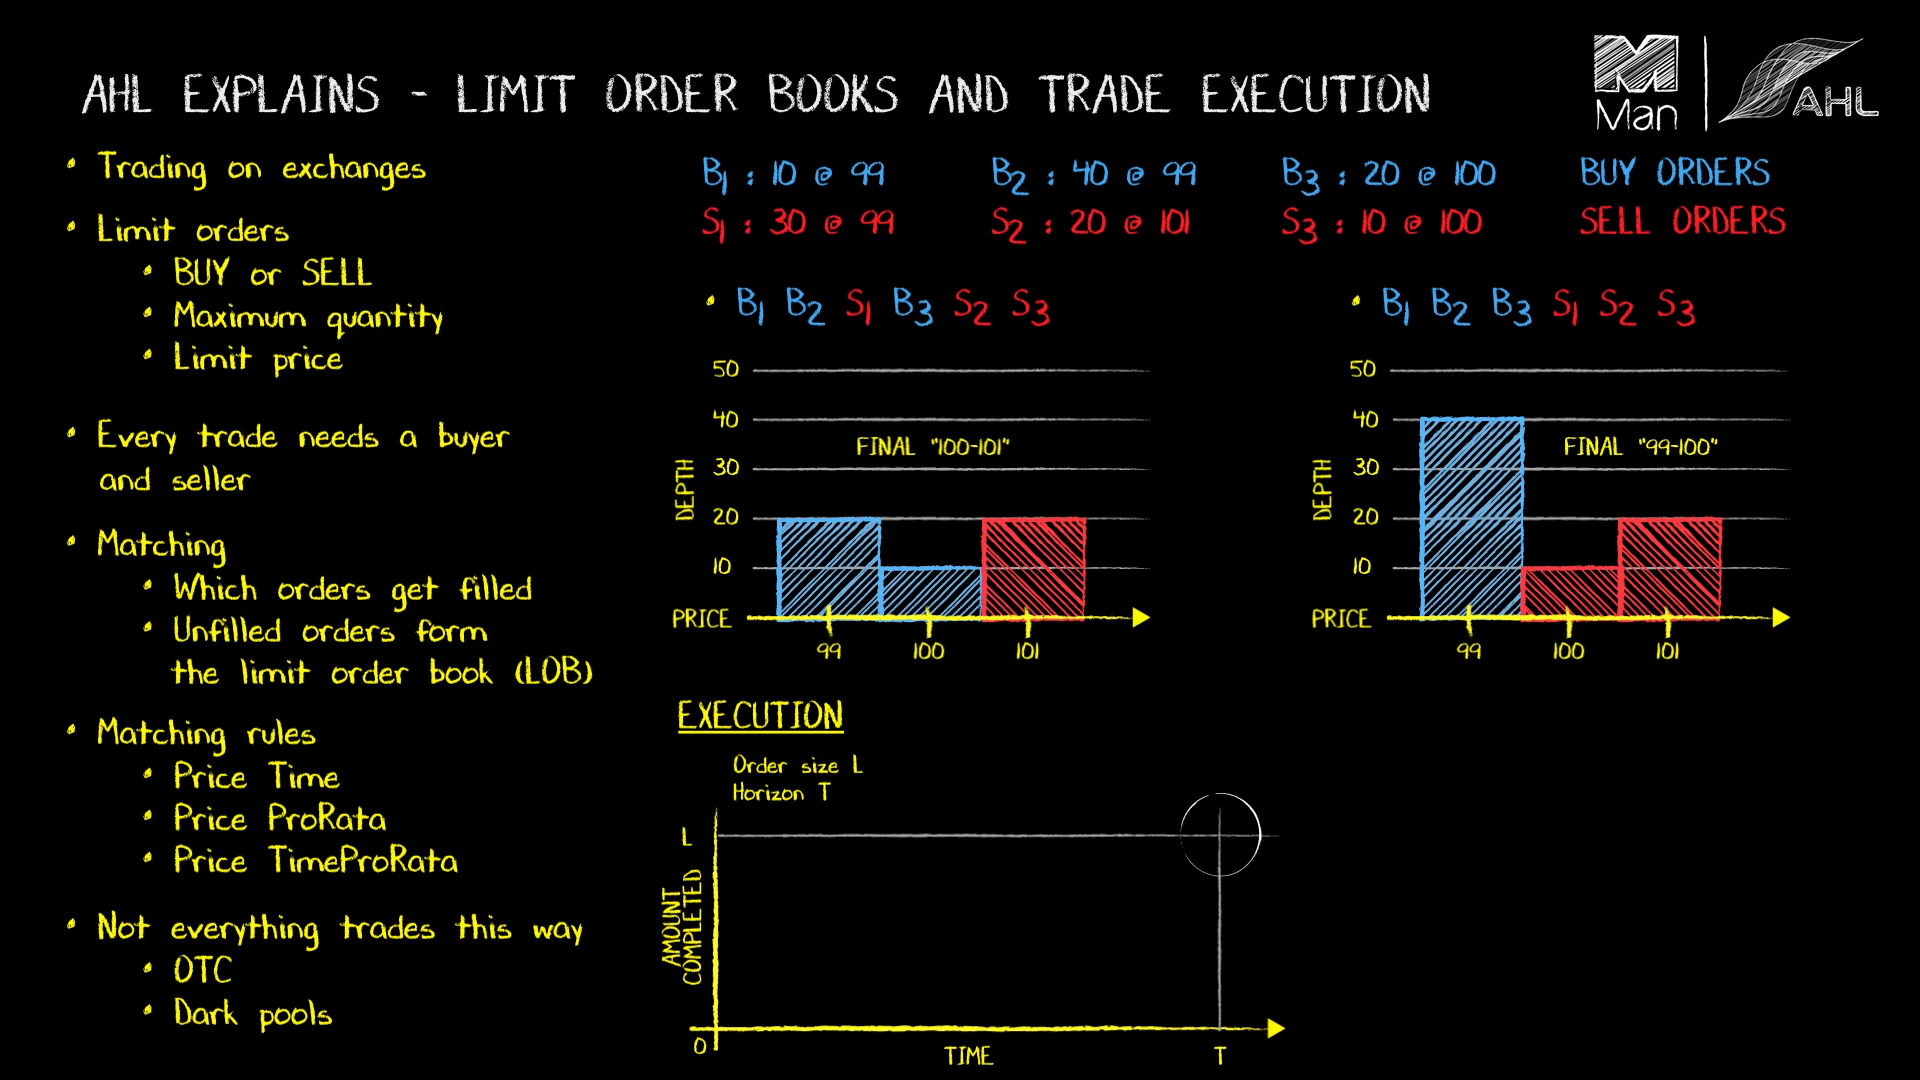 AHL EXPLAINS - LIMIT ORDER BOOKS AND TRADE EXECUTION
Man
AHL
• Trading on exchanges
• Limit orders
• BUY or SELL
• Maximum quantity
• Limit price
• Every trade needs a buyer
and seller
• Matching
• Which orders get filled
• Unfilled orders form
the limit order book (LOB)
• Matching rules
• Price Time
• Price ProRata
• Price TimeProRata
• Not everything trades this way
• OTC
• Dark pools
B1 : 10 @ 99 B2 : 40 @ 99 B3 : 20 @ 100 BUY ORDERS
S1 : 30 @ 99 S2 : 20 @ 101 S3 : 10 @ 100 SELL ORDERS
• B1 B2 S1 B3 S2 S3
50
40
FINAL "100-101"
30
20
10
DEPTH
PRICE
99 100 101
• B1 B2 B3 S1 S2 S3
50
40
FINAL "99-100"
30
20
10
DEPTH
PRICE
99 100 101
EXECUTION
Order size L
Horizon T
L
AMOUNT
COMPLETED
0
TIME
T